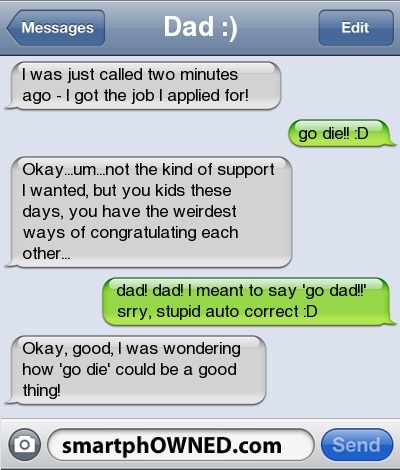 Messages
Dad :)
Edit
I was just called two minutes
ago - I got the job I applied for!
go die!! :D
Okay...um...not the kind of support
I wanted, but you kids these
days, you have the weirdest
ways of congratulating each
other...
dad! dad! I meant to say 'go dad!!'
srry, stupid auto correct :D
Okay, good, I was wondering
how 'go die' could be a good
thing!
smartphOWNED.com
Send